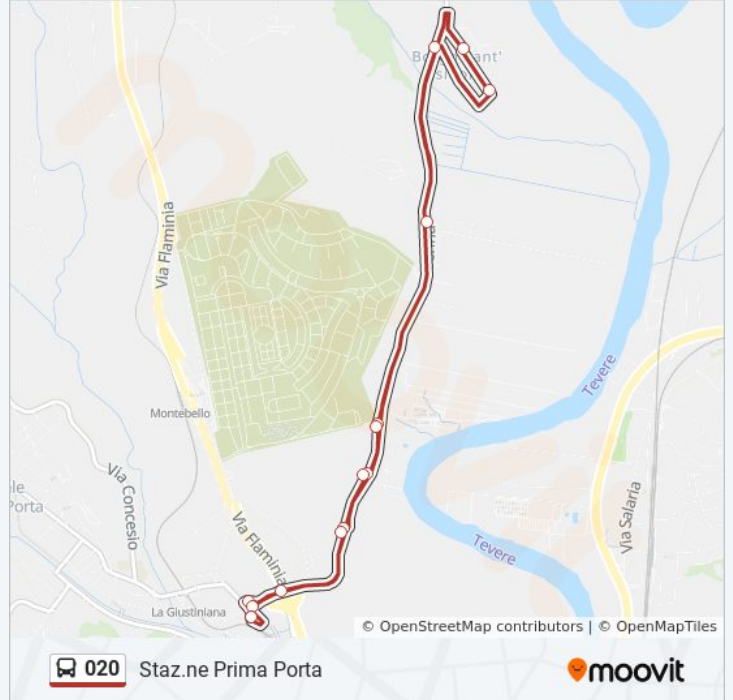 Via Flaminia
Montebello
Via Concesio
Via Flaminia
Tevere
Via Salaria
Tevere
Porta
La Giustiniana
© OpenStreetMap contributors | © OpenMapTiles
020 Staz.ne Prima Porta
moovit